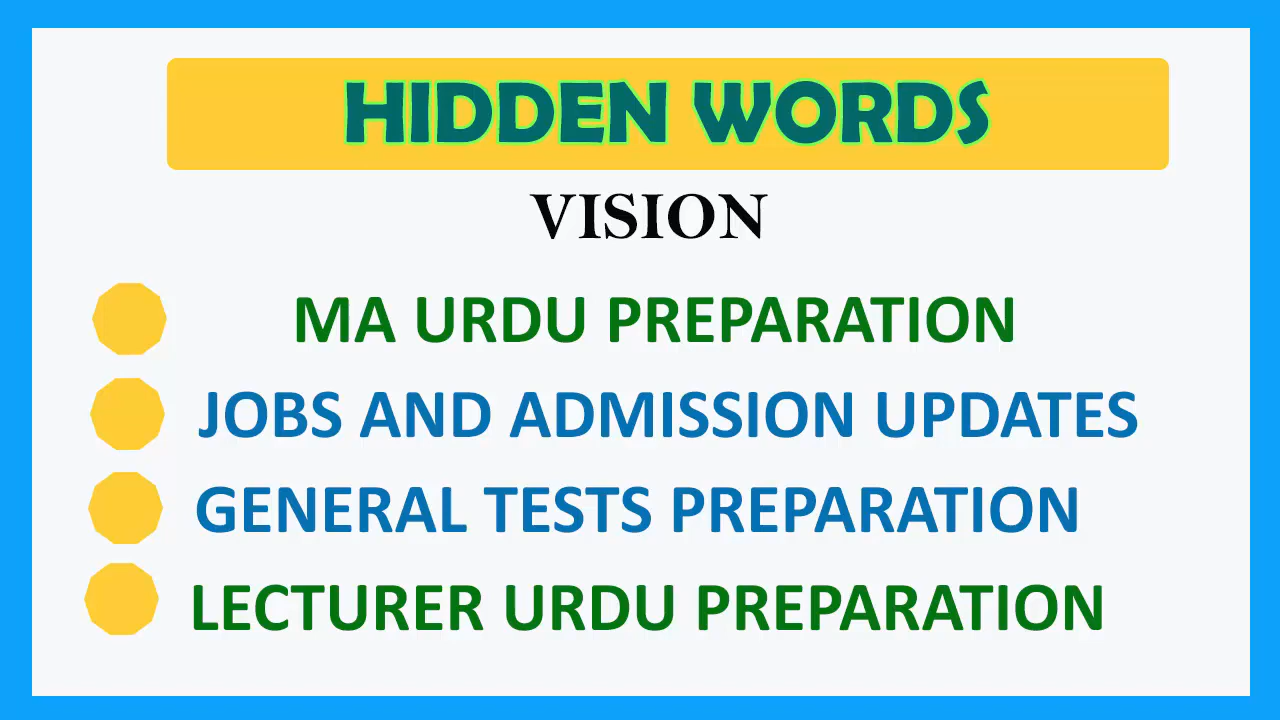 HIDDEN WORDS
VISION
MA URDU PREPARATION
JOBS AND ADMISSION UPDATES
GENERAL TESTS PREPARATION
LECTURER URDU PREPARATION